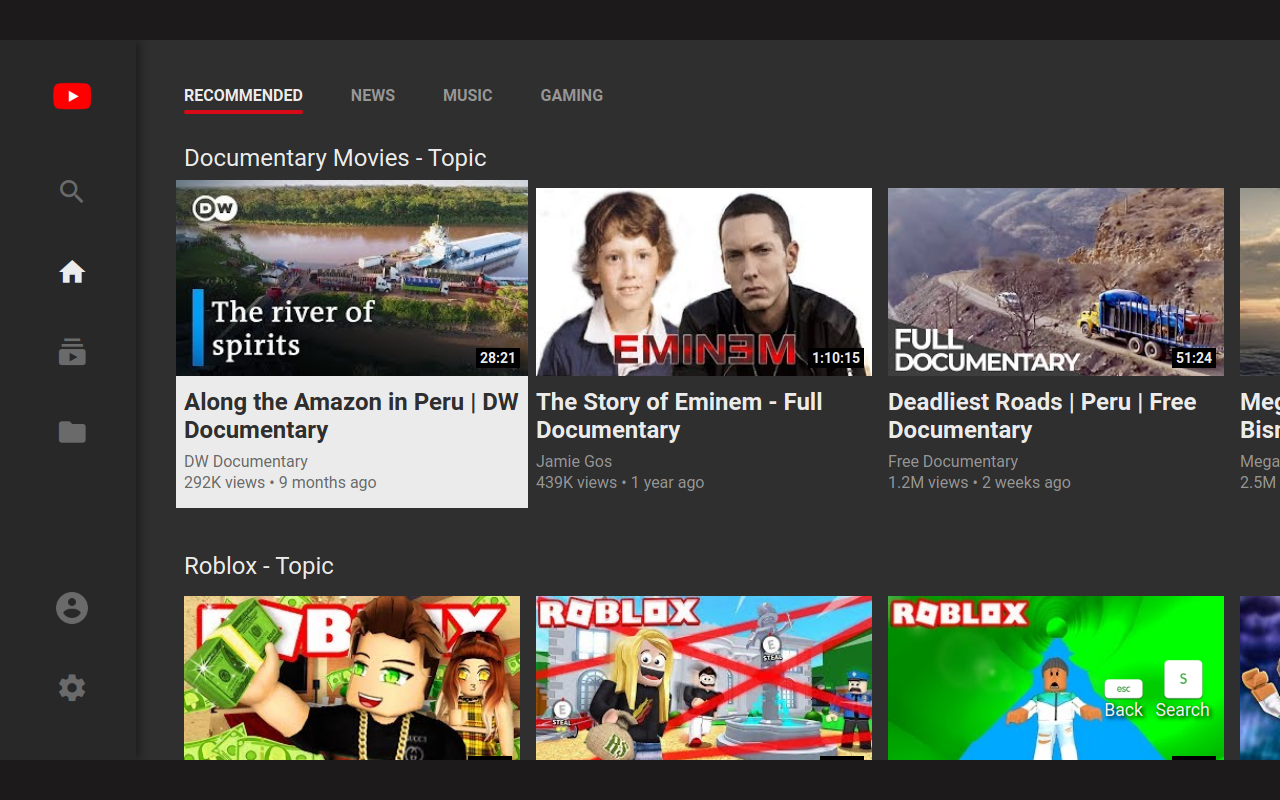 RECOMMENDED NEWS MUSIC GAMING
Documentary Movies - Topic
DW
The river of
spirits
28:21
EMINEM
1:10:15
FULL
DOCUMENTARY
51:24
Along the Amazon in Peru | DW
Documentary
DW Documentary
292K views • 9 months ago
The Story of Eminem - Full
Documentary
Jamie Gos
439K views • 1 year ago
Deadliest Roads | Peru | Free
Documentary
Free Documentary
1.2M views • 2 weeks ago
Meg
Bisn
Mega
2.5M
Roblox - Topic
ROBLOX
GUCCI
ROBLOX
E
STEAL
E
STEAL
R$
ROBLOX
esc
Back
S
Search